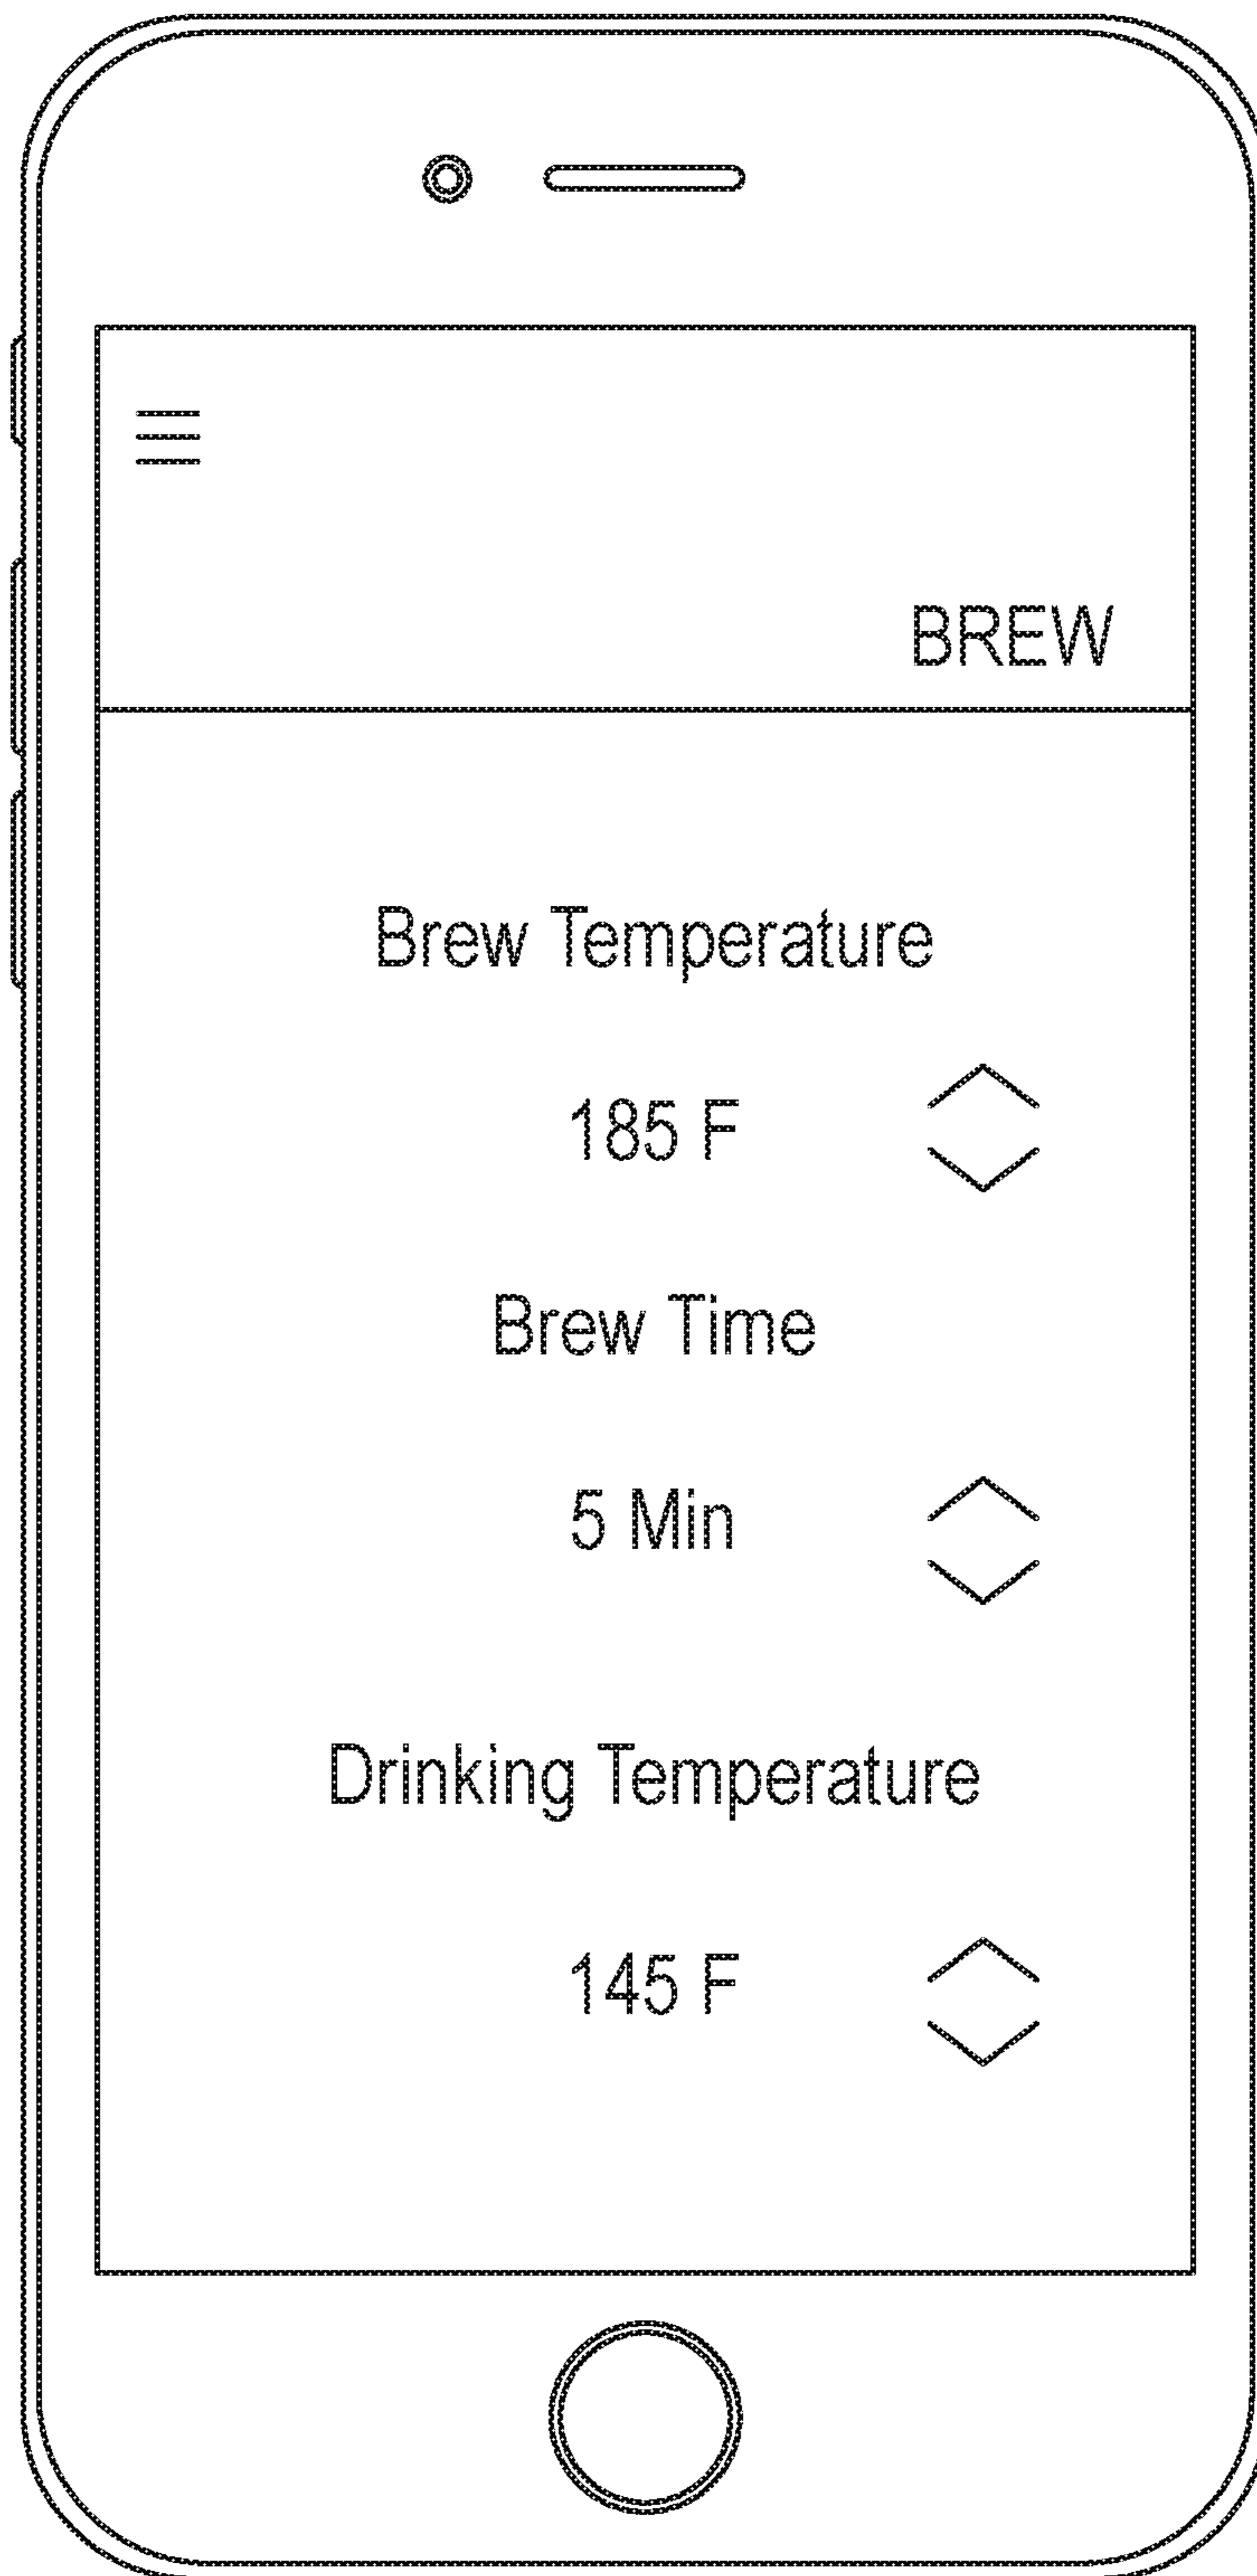 BREW
Brew Temperature
185 F
Brew Time
5 Min
Drinking Temperature
145 F